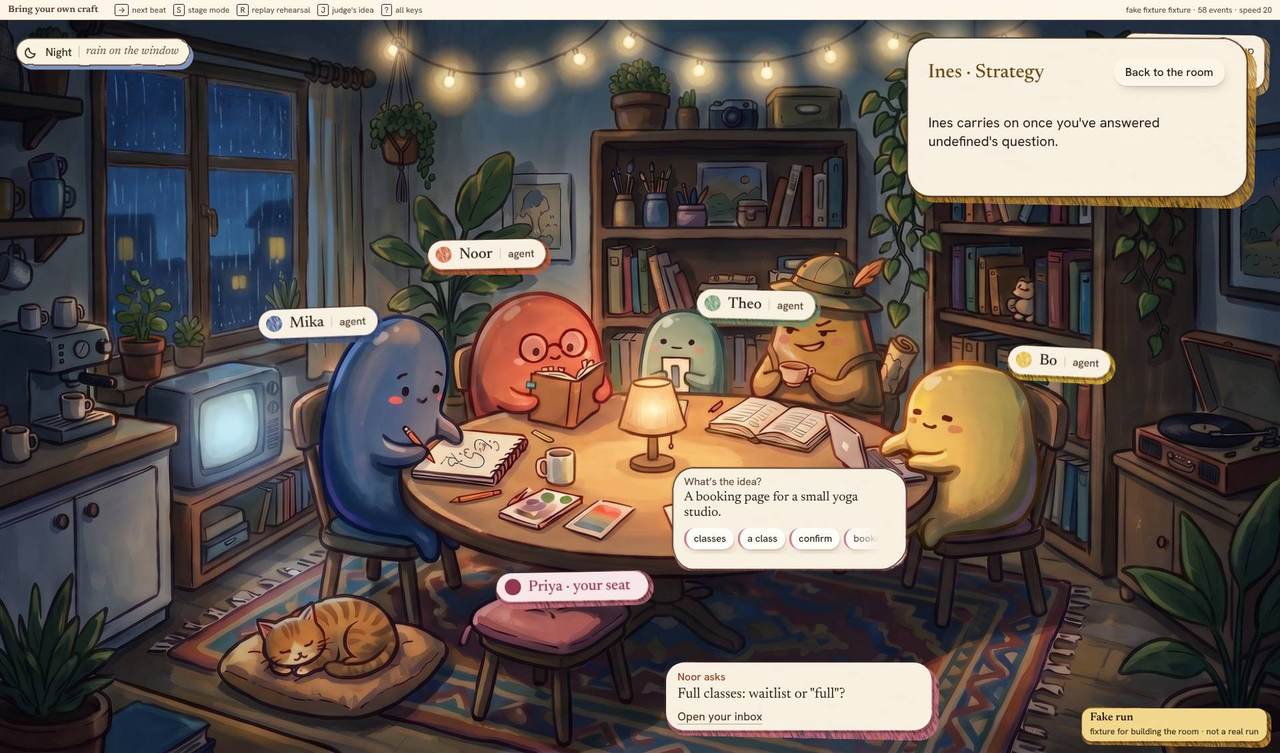 Bring your own craft
→ next beat
S stage mode
R replay rehearsal
J judge's idea
? all keys
fake fixture fixture · 58 events · speed 20
Night
rain on the window
Ines · Strategy
Back to the room
Ines carries on once you've answered
undefined's question.
Noor
agent
Theo
agent
Mika
agent
Bo
agent
What's the idea?
A booking page for a small yoga
studio.
classes
a class
confirm
Priya · your seat
Noor asks
Full classes: waitlist or "full"?
Open your inbox
Fake run
fixture for building the room · not a real run